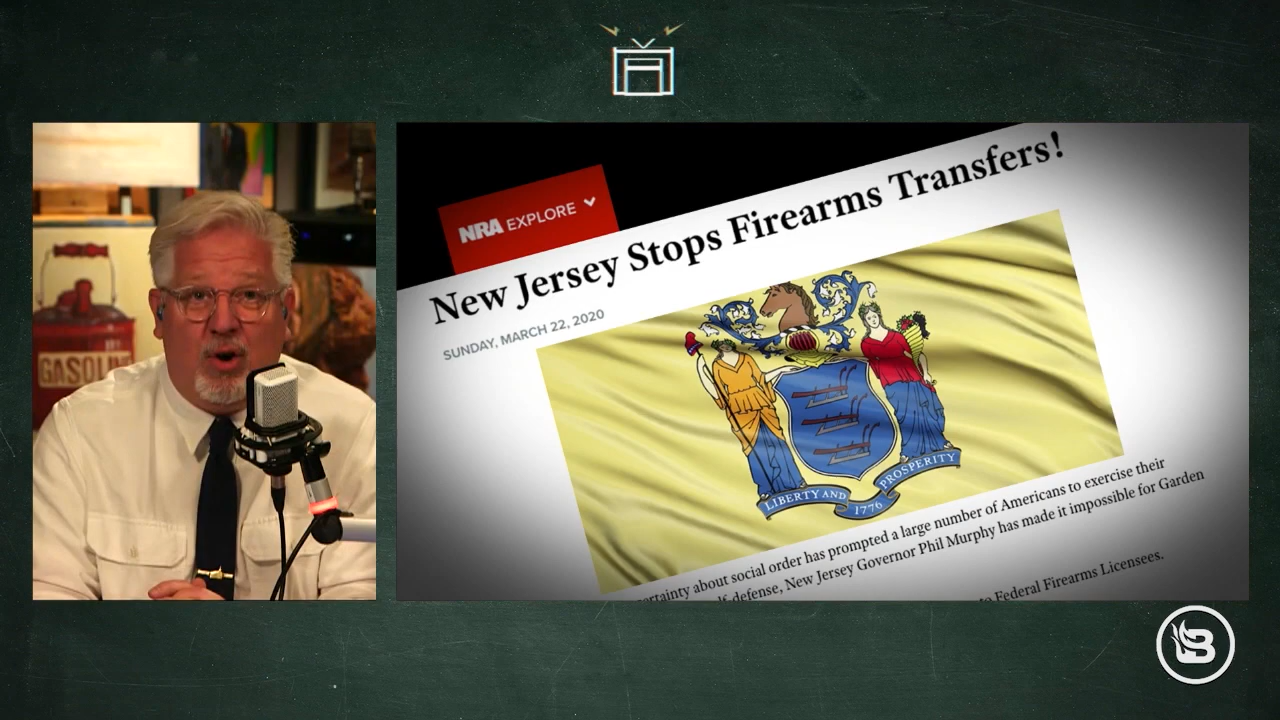 NRA EXPLORE
New Jersey Stops Firearms Transfers!
SUNDAY, MARCH 22, 2020
LIBERTY AND
1776
PROSPERITY
about social order has prompted a large number of Americans to exercise their
defense, New Jersey Governor Phil Murphy has made it impossible for Garden
to Federal Firearms Licensees.
GASOLINE
B